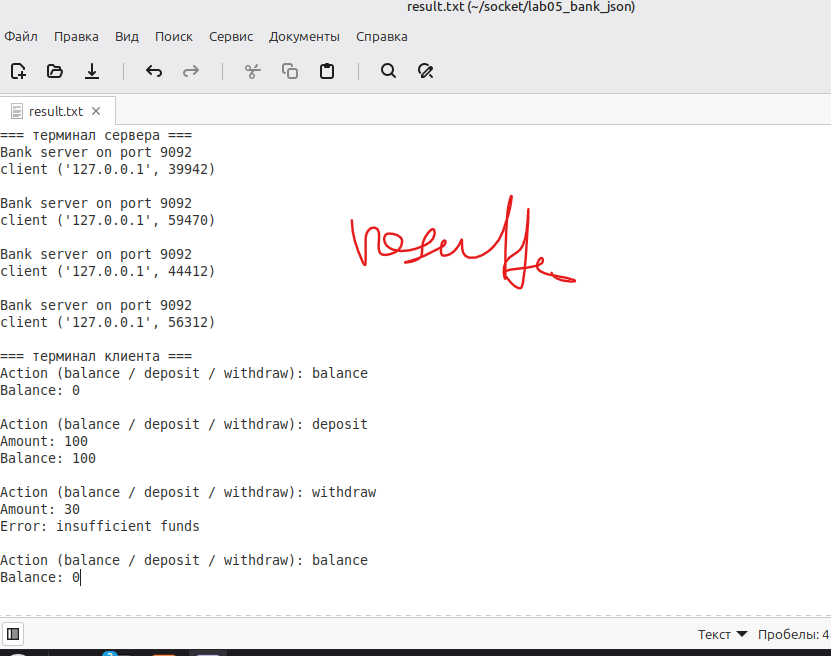 result.txt (~/socket/lab05_bank_json)
Файл Правка Вид Поиск Сервис Документы Справка
result.txt
=== терминал сервера ===
Bank server on port 9092
client ('127.0.0.1', 39942)
Bank server on port 9092
client ('127.0.0.1', 59470)
Bank server on port 9092
client ('127.0.0.1', 44412)
Bank server on port 9092
client ('127.0.0.1', 56312)
=== терминал клиента ===
Action (balance / deposit / withdraw): balance
Balance: 0
Action (balance / deposit / withdraw): deposit
Amount: 100
Balance: 100
Action (balance / deposit / withdraw): withdraw
Amount: 30
Error: insufficient funds
Action (balance / deposit / withdraw): balance
Balance: 0
Текст Пробелы: 4